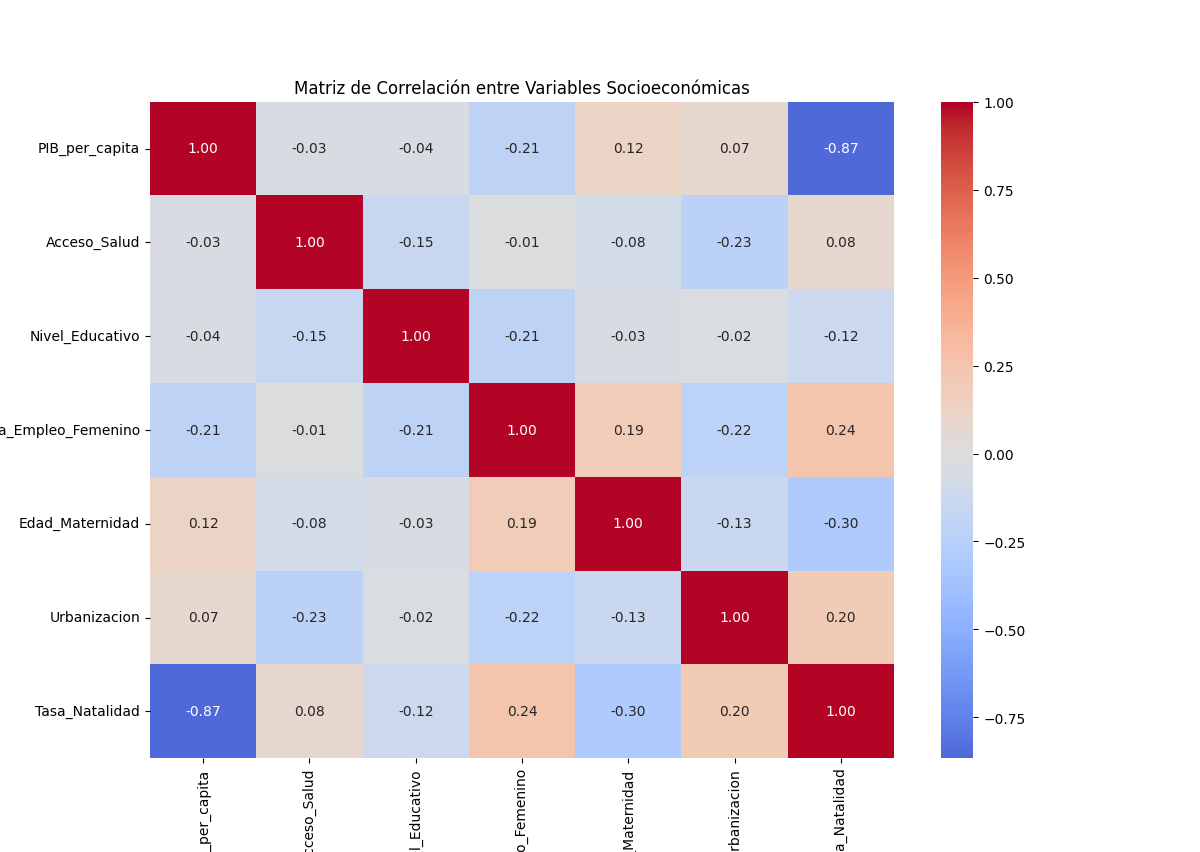 Matriz de Correlación entre Variables Socioeconómicas
PIB_per_capita 1.00 -0.03 -0.04 -0.21 0.12 0.07 -0.87
Acceso_Salud -0.03 1.00 -0.15 -0.01 -0.08 -0.23 0.08
Nivel_Educativo -0.04 -0.15 1.00 -0.21 -0.03 -0.02 -0.12
a_Empleo_Femenino -0.21 -0.01 -0.21 1.00 0.19 -0.22 0.24
Edad_Maternidad 0.12 -0.08 -0.03 0.19 1.00 -0.13 -0.30
Urbanizacion 0.07 -0.23 -0.02 -0.22 -0.13 1.00 0.20
Tasa_Natalidad -0.87 0.08 -0.12 0.24 -0.30 0.20 1.00
_per_capita
cceso_Salud
l_Educativo
o_Femenino
_Maternidad
rbanizacion
a_Natalidad
1.00
0.75
0.50
0.25
0.00
−0.25
−0.50
−0.75